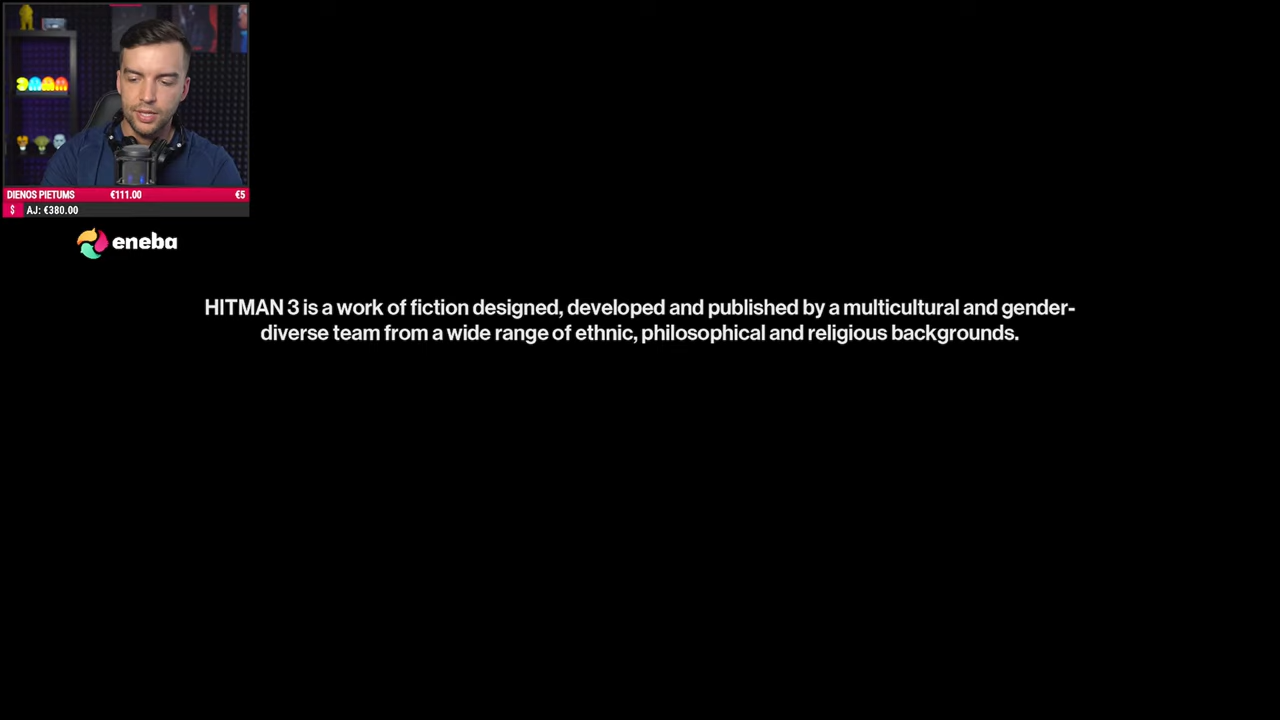 DIENOS PIETUMS €111.00 €5
$ AJ: €380.00
eneba
HITMAN 3 is a work of fiction designed, developed and published by a multicultural and gender-
diverse team from a wide range of ethnic, philosophical and religious backgrounds.